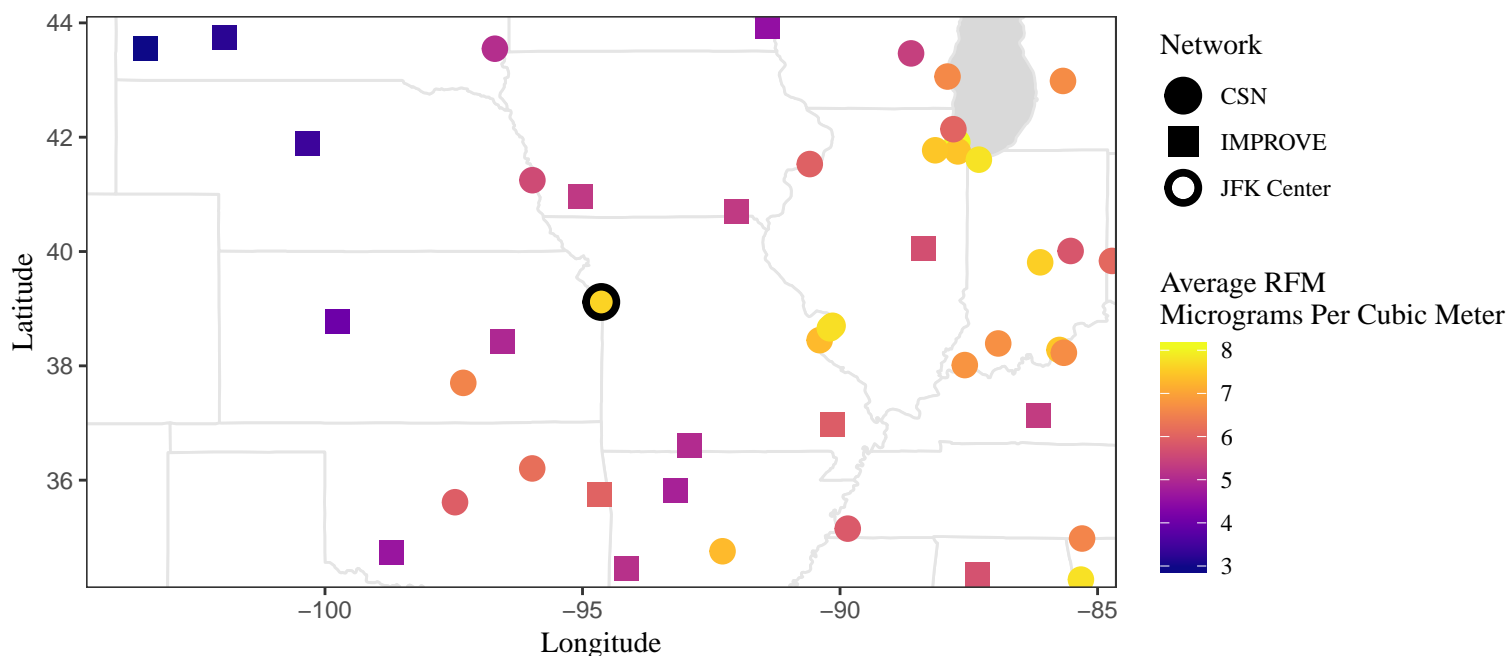 44
42
40
38
36
Latitude
−100
−95
−90
−85
Longitude
Network
CSN
IMPROVE
JFK Center
Average RFM
Micrograms Per Cubic Meter
8
7
6
5
4
3